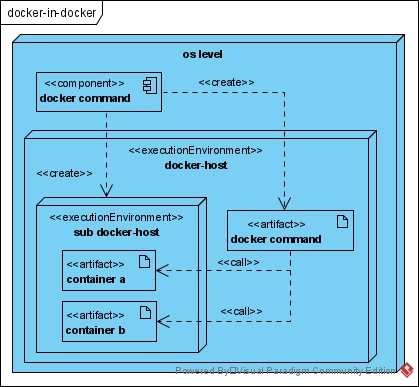 docker-in-docker
os level
<<component>>
docker command
<<create>>
<<executionEnvironment>>
docker-host
<<create>>
<<executionEnvironment>>
sub docker-host
<<artifact>>
docker command
<<artifact>>
container a
<<call>>
<<artifact>>
container b
<<call>>
Powered By Visual Paradigm Community Edition